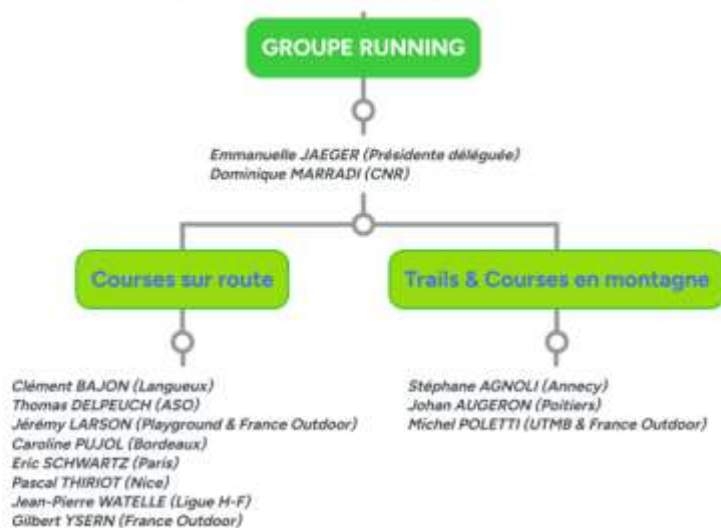 GROUPE RUNNING
Emmanuelle JAEGER (Présidente déléguée)
Dominique MARRADI (CNR)
Courses sur route
Trails & Courses en montagne
Clément BAJON (Langueux)
Thomas DELPEUCH (ASO)
Jérémy LARSON (Playground & France Outdoor)
Caroline PUJOL (Bordeaux)
Eric SCHWARTZ (Paris)
Pascal THIRIOT (Nice)
Jean-Pierre WATELLE (Ligue H-F)
Gilbert YSERN (France Outdoor)
Stéphane AGNOLI (Annecy)
Johan AUGERON (Poitiers)
Michel POLETTI (UTMB & France Outdoor)